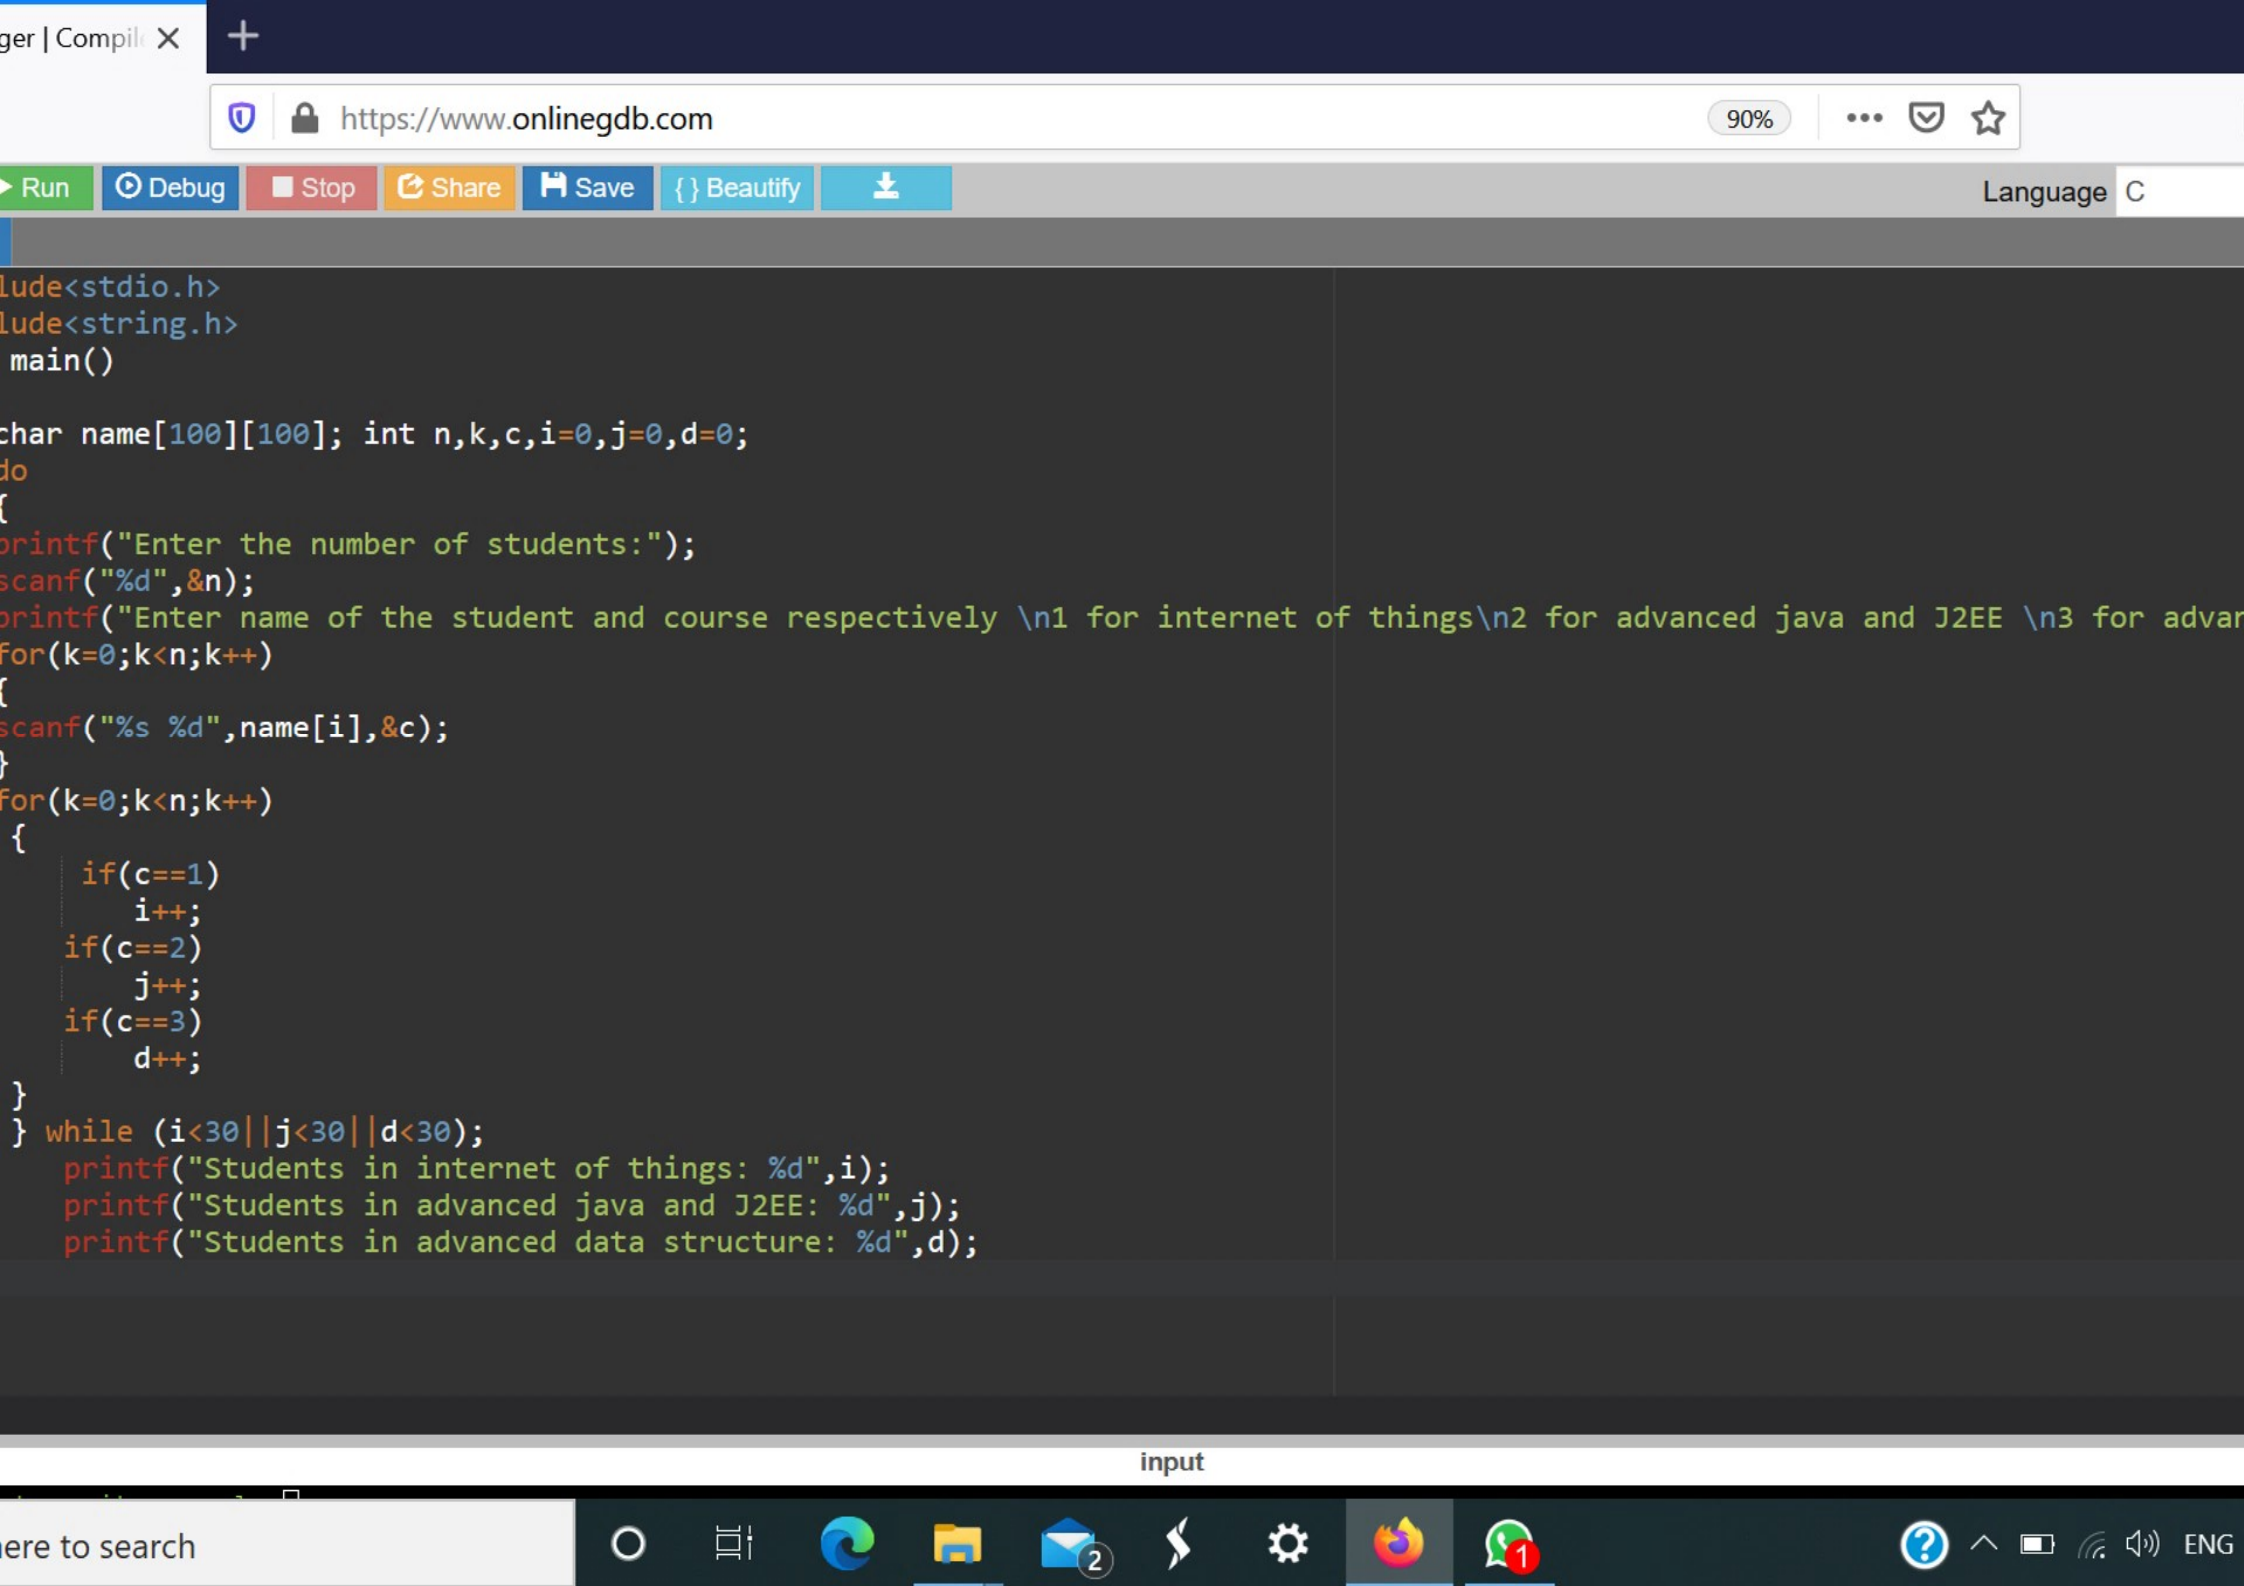 ger | Compil
https://www.onlinegdb.com
90%
Run Debug Stop Share Save { } Beautify
Language C
lude<stdio.h>
lude<string.h>
main()
char name[100][100]; int n,k,c,i=0,j=0,d=0;
do
{
printf("Enter the number of students:");
scanf("%d",&n);
printf("Enter name of the student and course respectively \n1 for internet of things\n2 for advanced java and J2EE \n3 for advan
for(k=0;k<n;k++)
{
scanf("%s %d",name[i],&c);
}
for(k=0;k<n;k++)
{
if(c==1)
i++;
if(c==2)
j++;
if(c==3)
d++;
}
} while (i<30||j<30||d<30);
printf("Students in internet of things: %d",i);
printf("Students in advanced java and J2EE: %d",j);
printf("Students in advanced data structure: %d",d);
input
here to search
2
1
ENG